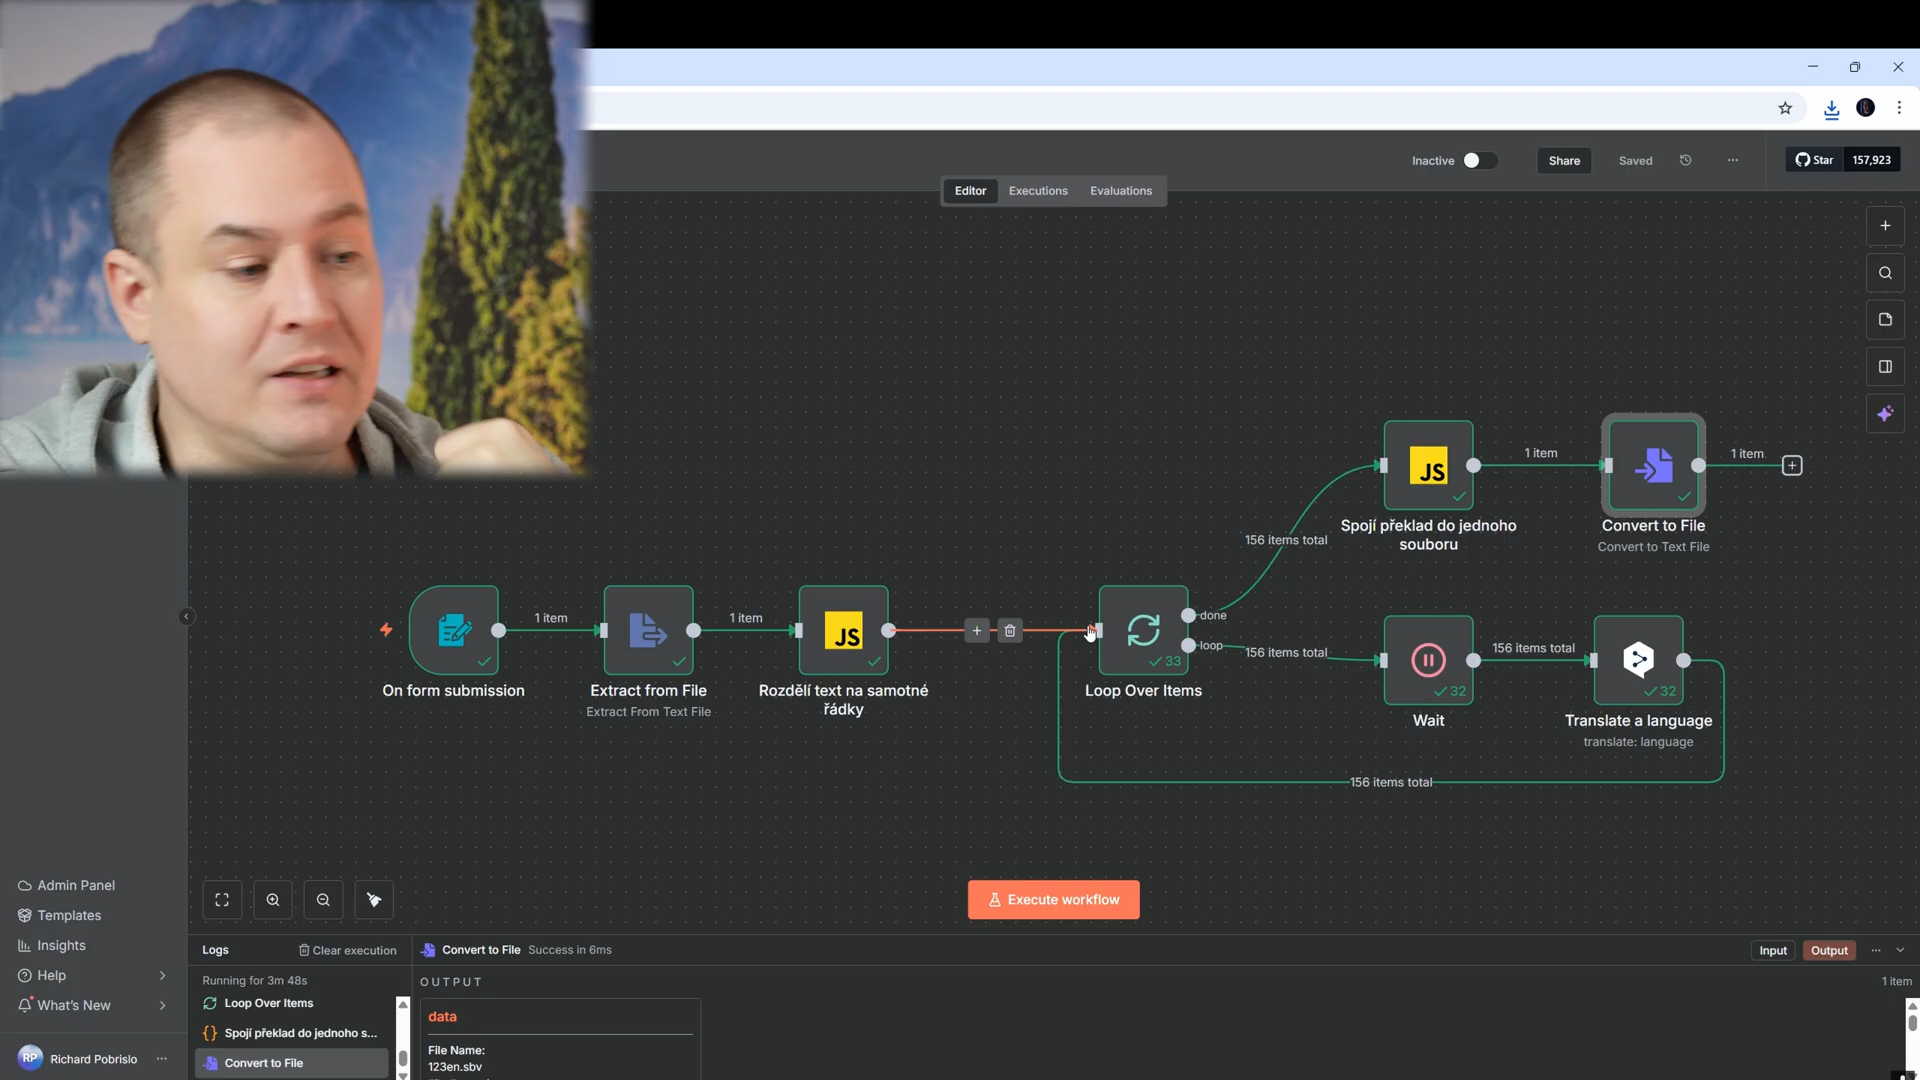 Inactive
Share
Saved
Star
157,923
Editor
Executions
Evaluations
1 item
1 item
JS
Spojí překlad do jednoho
souboru
Convert to File
Convert to Text File
156 items total
1 item
1 item
JS
done
loop
156 items total
156 items total
33
32
32
On form submission
Extract from File
Extract From Text File
Rozdělí text na samotné
řádky
Loop Over Items
Wait
Translate a language
translate: language
156 items total
Admin Panel
Templates
Insights
Help
What's New
RP
Richard Pobrislo
Execute workflow
Logs
Clear execution
Convert to File
Success in 6ms
Input
Output
Running for 3m 48s
OUTPUT
1 item
Loop Over Items
Spojí překlad do jednoho s...
Convert to File
data
File Name:
123en.sbv